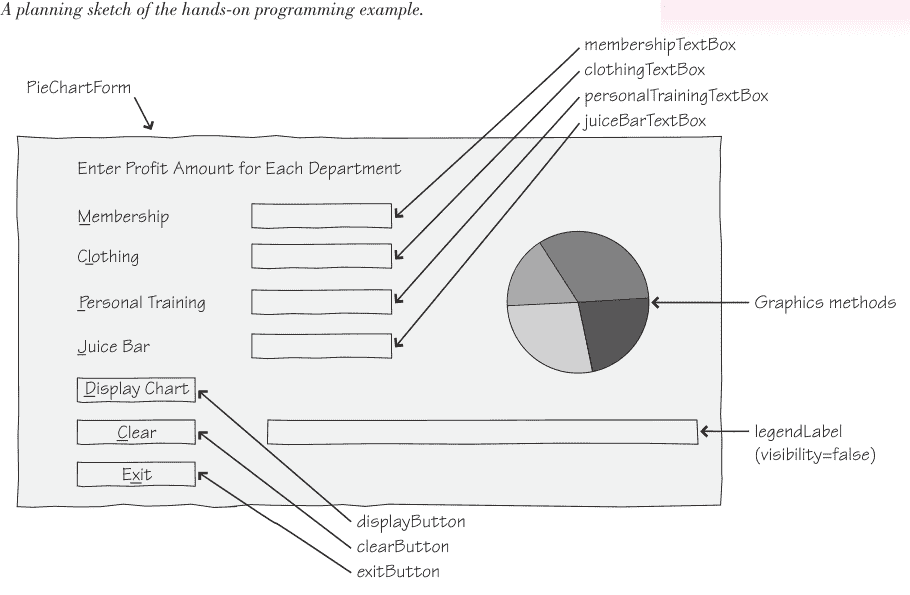 A planning sketch of the hands-on programming example.
membershipTextBox
clothingTextBox
personalTrainingTextBox
juiceBarTextBox
PieChartForm
Enter Profit Amount for Each Department
Membership
Clothing
Personal Training
Juice Bar
Graphics methods
Display Chart
Clear
Exit
legendLabel
(visibility=false)
displayButton
clearButton
exitButton